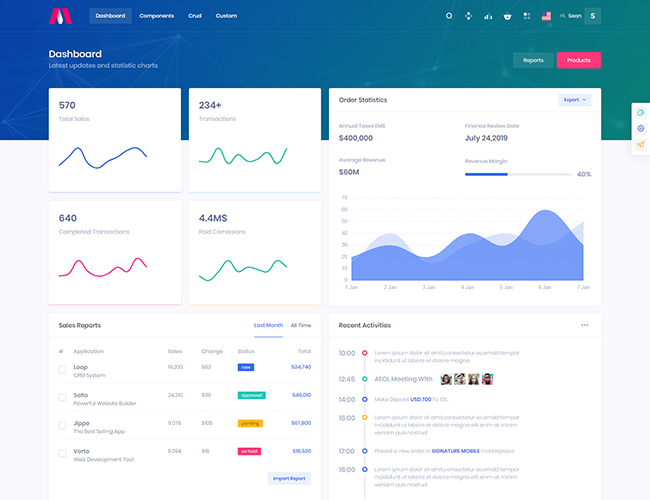 Dashboard Components Crud Custom
Hi, Sean S
Dashboard
Latest updates and statistic charts
Reports Products
570
Total Sales
234+
Transactions
640
Completed Transactions
4.4M$
Paid Comissions
Order Statistics
Export
Annual Taxes EMS
$400,000
Finance Review Date
July 24,2019
Avarage Revenue
$60M
Revenue Margin
40%
70
60
50
40
30
20
10
0
1 Jan 2 Jan 3 Jan 4 Jan 5 Jan 6 Jan 7 Jan
Sales Reports
Last Month All Time
# Application Sales Change Status Total
Loop 19,200 $63 new $34,740
CRM System
Selto 24,310 $39 approved $46,010
Powerful Website Builder
Jippo 9,076 $105 pending $67,800
The Best Selling App
Verto 11,094 $16 on hold $18,520
Web Development Tool
Import Report
Recent Activities
10:00 Lorem ipsum dolor sit amit,consectetur eiusmdd tempor
incididunt ut labore et dolore magna
12:45 AEOL Meeting With
14:00 Make Deposit USD 700 To ESL
16:00 Lorem ipsum dolor sit amit,consectetur eiusmdd tempor
incididunt ut labore et dolore magna elit enim at minim
veniam quis nostrud
17:00 Placed a new order in SIGNATURE MOBILE marketplace.
16:00 Lorem ipsum dolor sit amit,consectetur eiusmdd tempor
incididunt ut labore et dolore magna elit enim at minim
veniam quis nostrud